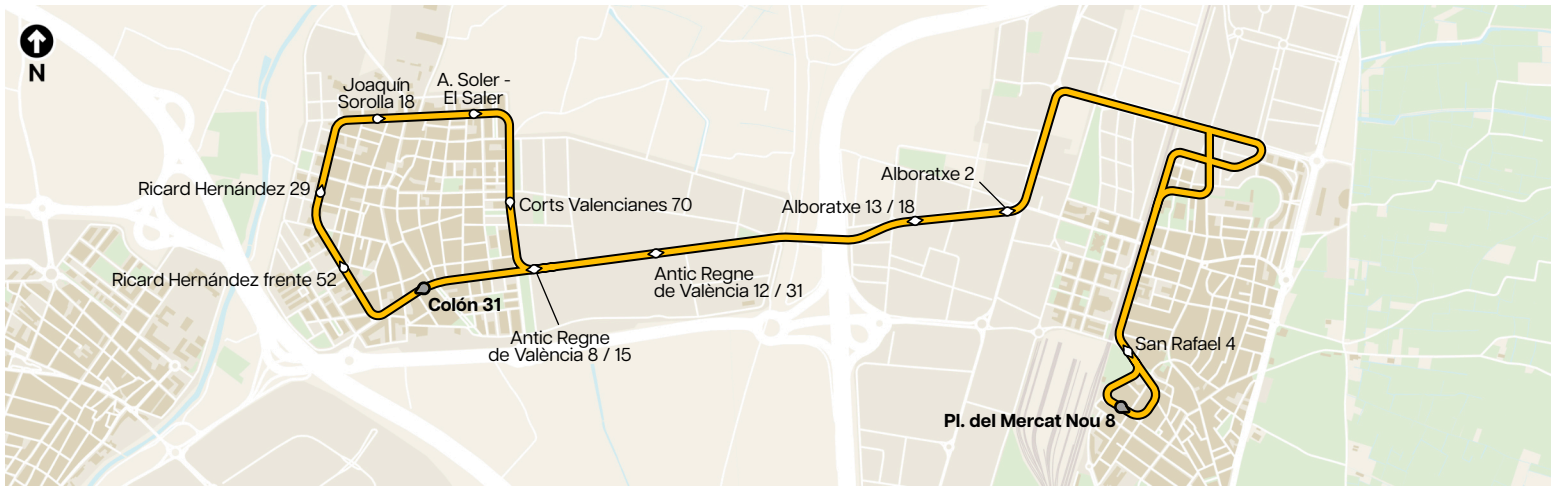 N
Joaquín
Sorolla 18
A. Soler -
El Saler
Ricard Hernández 29
Corts Valencianes 70
Alboratxe 2
Alboratxe 13 / 18
Ricard Hernández frente 52
Colón 31
Antic Regne
de València 12 / 31
Antic Regne
de València 8 / 15
San Rafael 4
Pl. del Mercat Nou 8